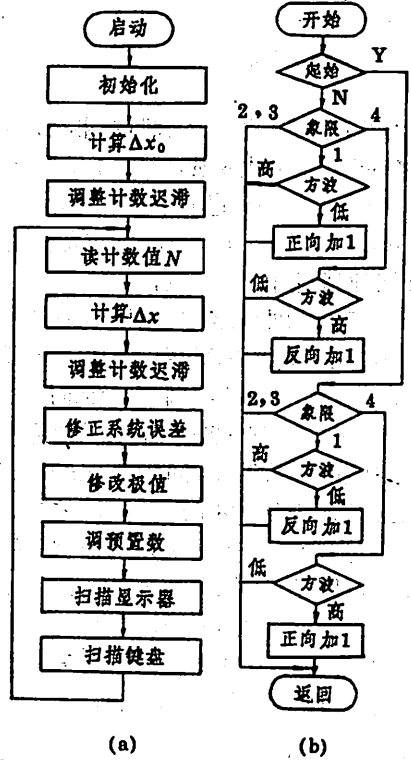 启动
初始化
计算Δx₀
调整计数迟滞
读计数值N
计算Δx
调整计数迟滞
修正系统误差
修改极值
调预置数
扫描显示器
扫描键盘
(a)
开始
起始
Y
N
2,3
象限
4
1
高
方波
低
正向加1
低
方波
高
反向加1
2,3
象限
4
1
高
方波
低
反向加1
低
方波
高
正向加1
返回
(b)